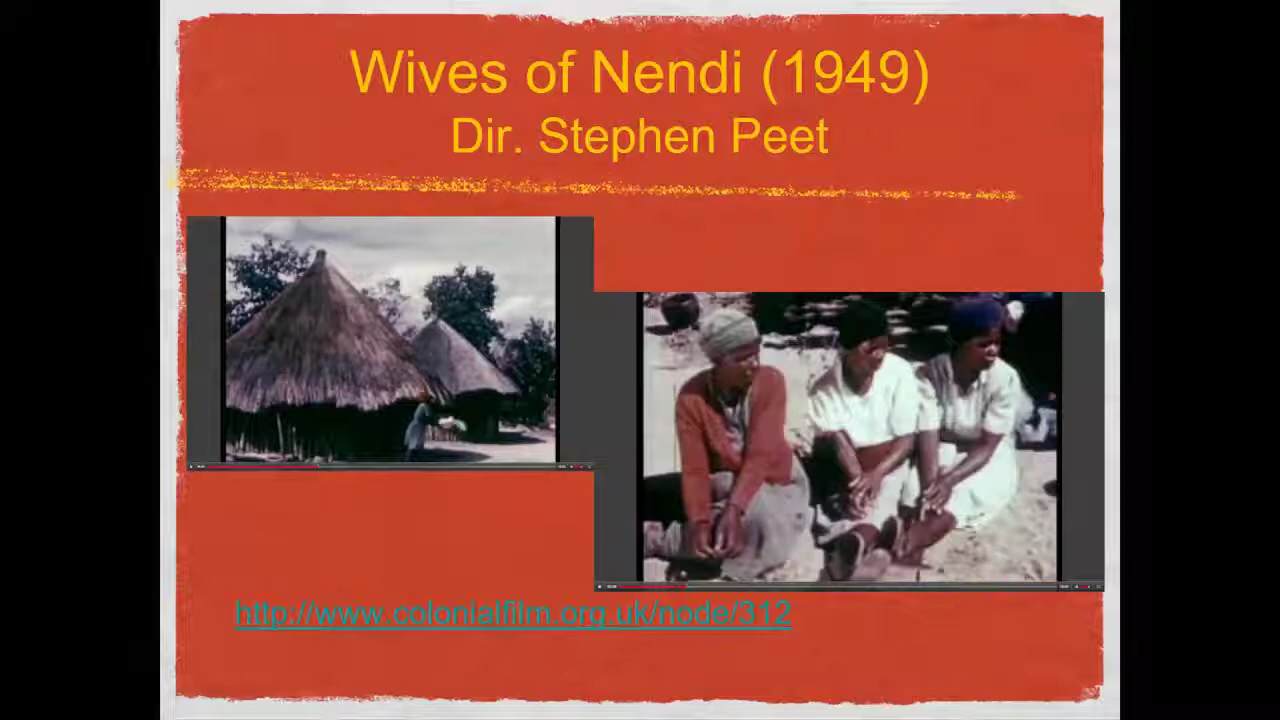 Wives of Nendi (1949)
Dir. Stephen Peet
http://www.colonialfilm.org.uk/node/312